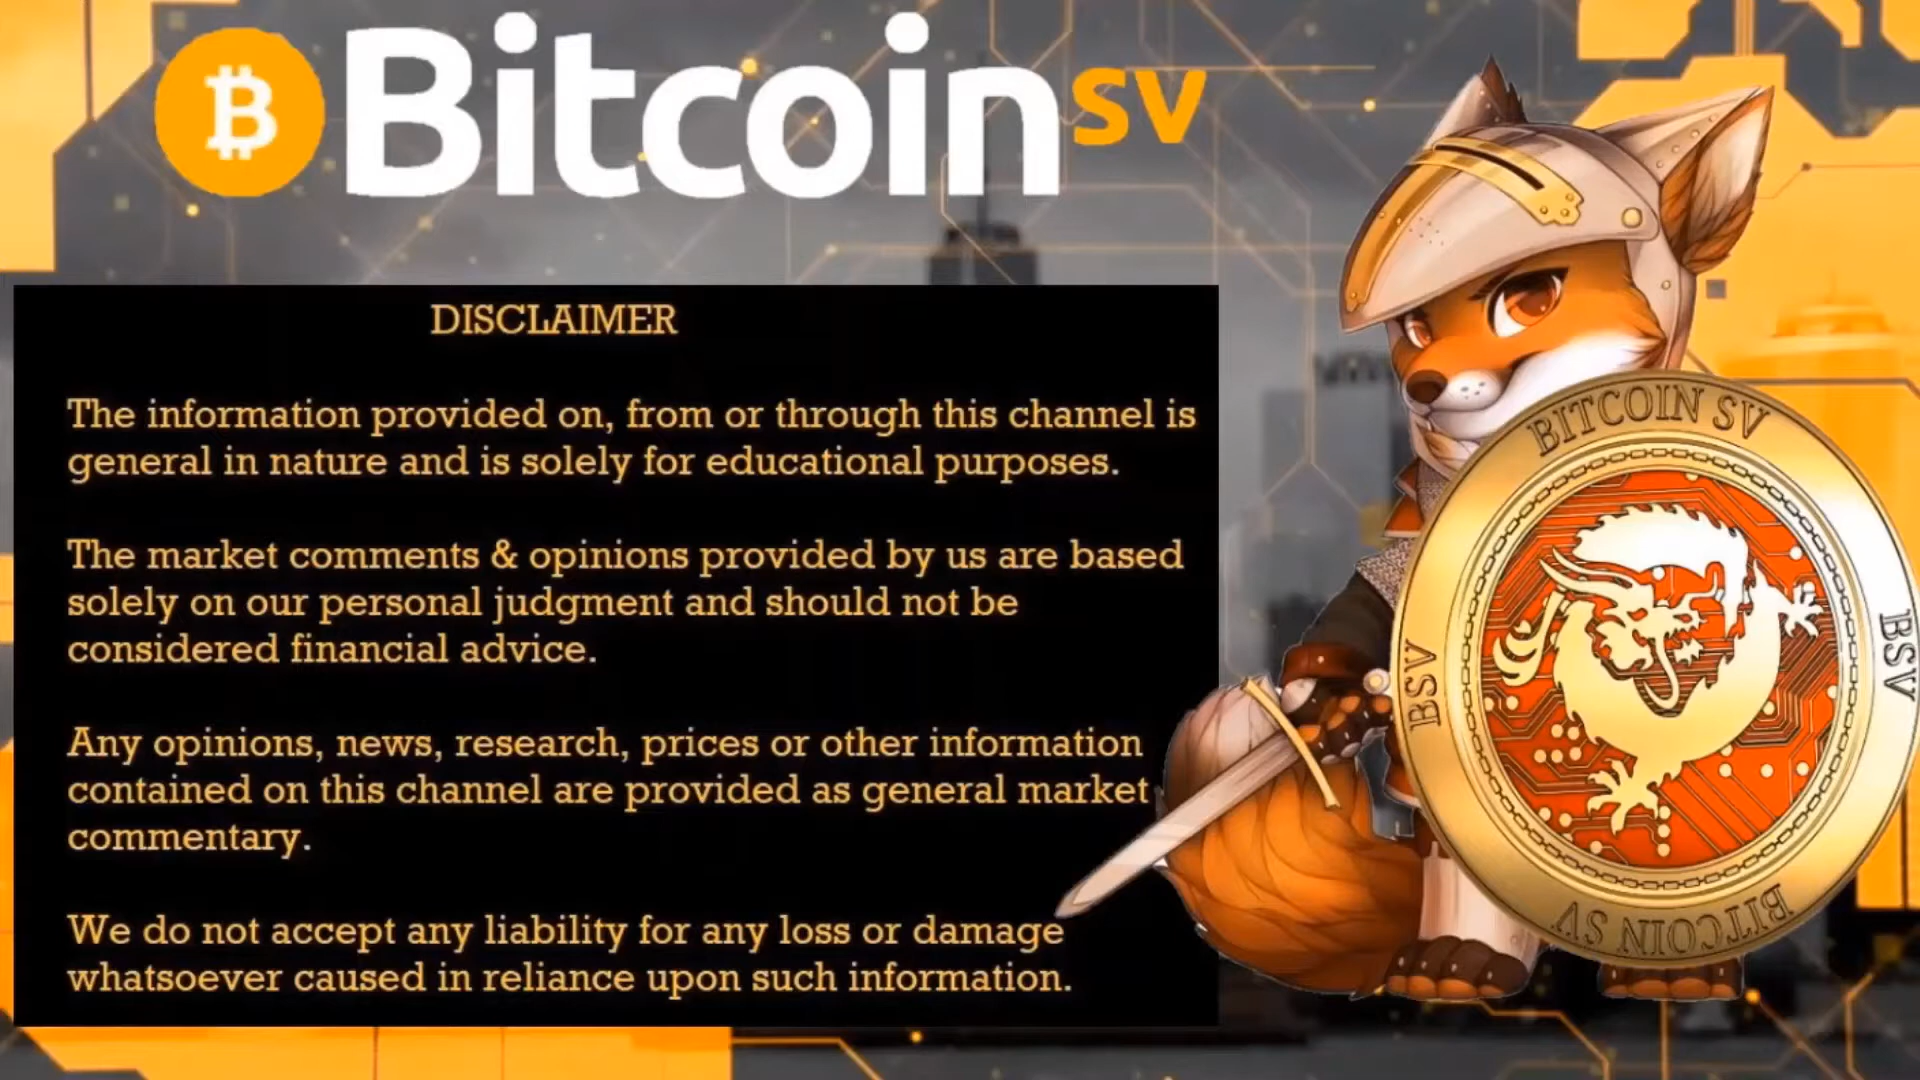 Bitcoin SV
DISCLAIMER
The information provided on, from or through this channel is
general in nature and is solely for educational purposes.
The market comments & opinions provided by us are based
solely on our personal judgment and should not be
considered financial advice.
Any opinions, news, research, prices or other information
contained on this channel are provided as general market
commentary.
We do not accept any liability for any loss or damage
whatsoever caused in reliance upon such information.
BITCOIN SV
BSV
BSV
BITCOIN SV